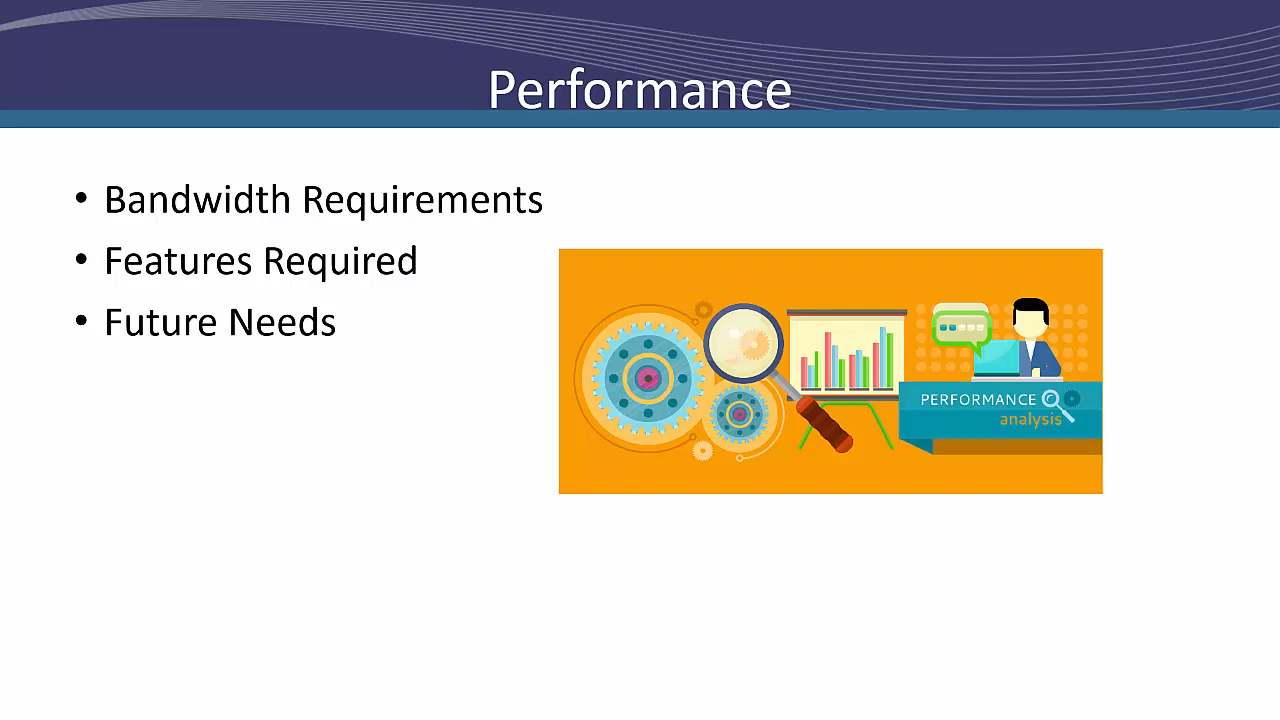 Performance
• Bandwidth Requirements
• Features Required
• Future Needs
PERFORMANCE
analysis